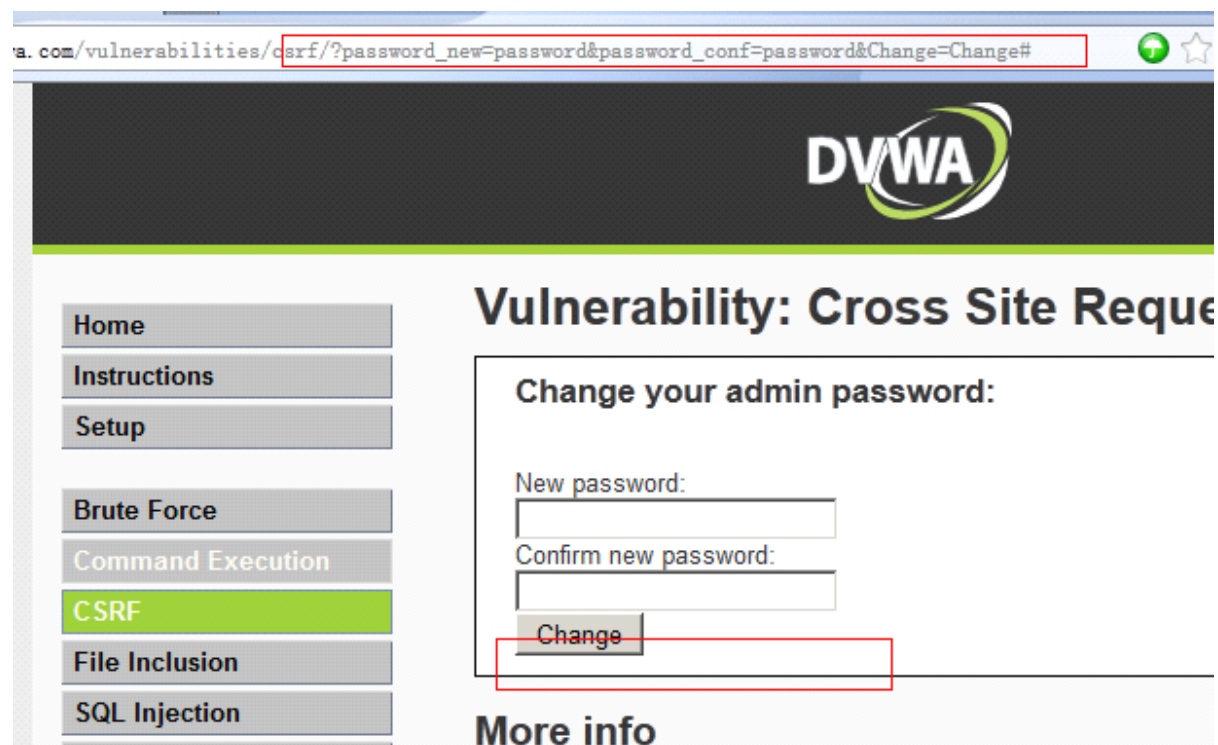 a.com/vulnerabilities/csrf/?password_new=password&password_conf=password&Change=Change#
DVWA
Vulnerability: Cross Site Reque
Home
Instructions
Setup
Brute Force
Command Execution
CSRF
File Inclusion
SQL Injection
Change your admin password:
New password:
Confirm new password:
Change
More info